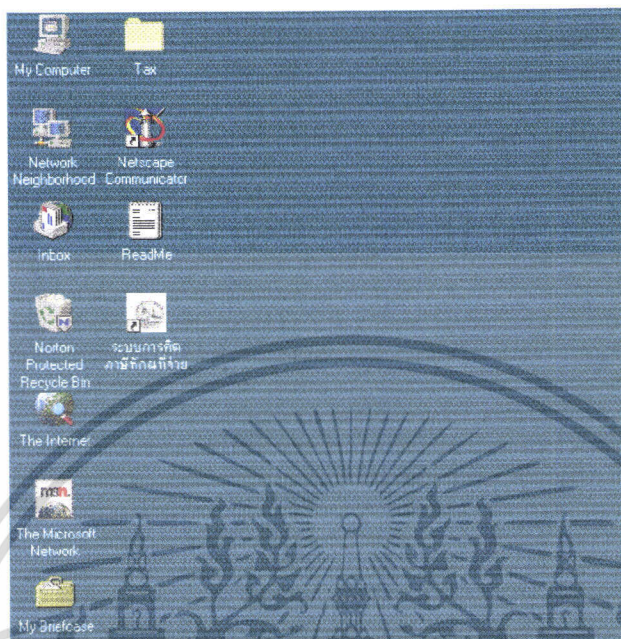 My Computer
Tax
Network
Neighborhood
Netscape
Communicator
Inbox
ReadMe
Norton
Protected
Recycle Bin
ระบบการคิด
ภาษีหักณที่จ่าย
The Internet
msn.
The Microsoft
Network
My Briefcase